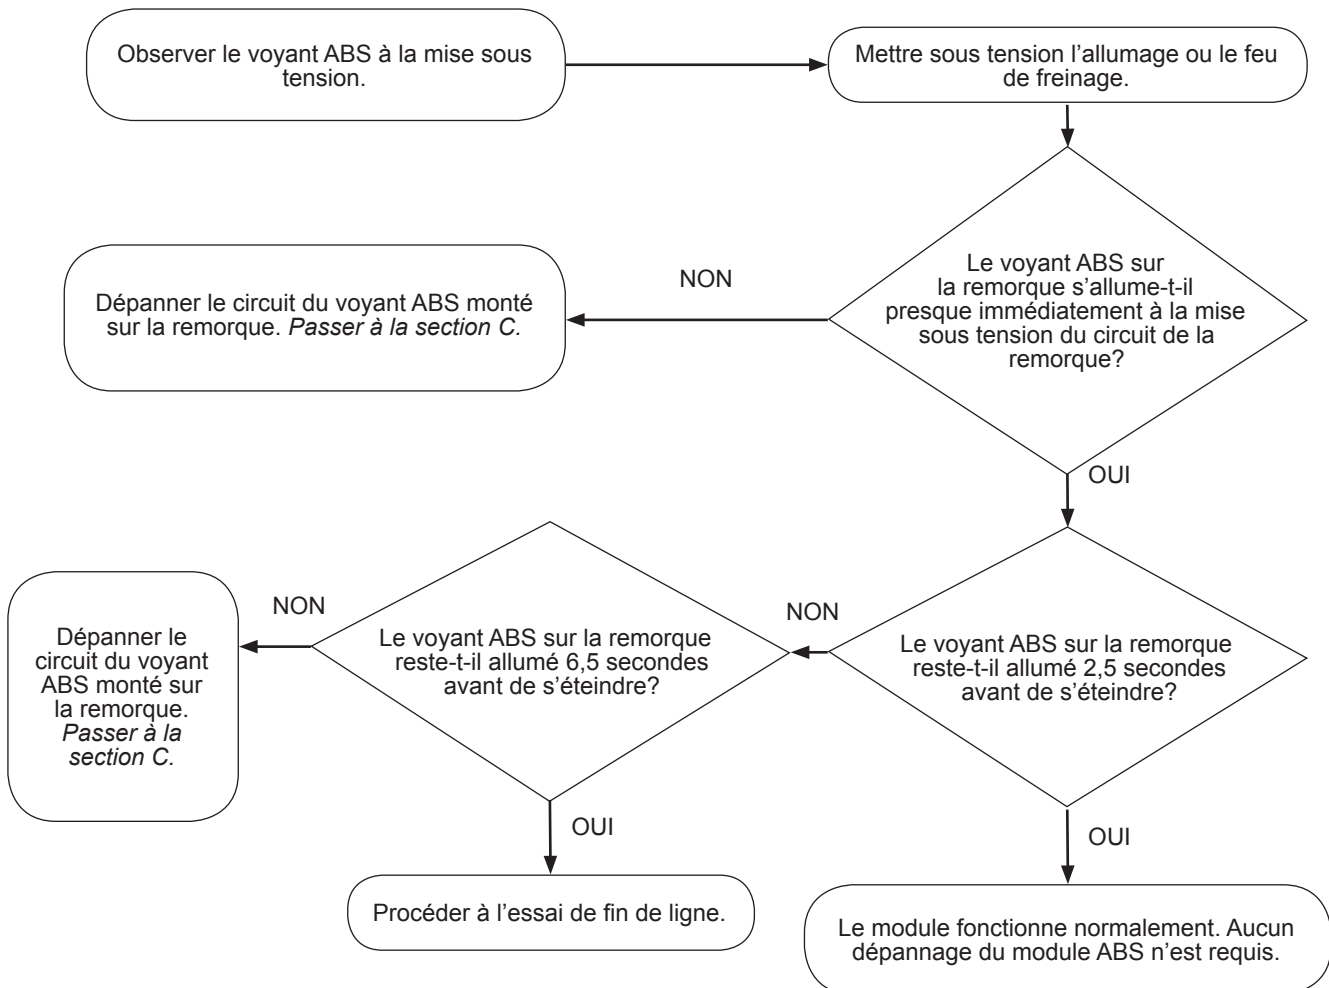 Observer le voyant ABS à la mise sous
tension.
Mettre sous tension l’allumage ou le feu
de freinage.
Le voyant ABS sur
la remorque s’allume-t-il
presque immédiatement à la mise
sous tension du circuit de la
remorque?
NON
Dépanner le circuit du voyant ABS monté
sur la remorque. Passer à la section C.
OUI
Le voyant ABS sur la remorque
reste-t-il allumé 2,5 secondes
avant de s’éteindre?
NON
Le voyant ABS sur la remorque
reste-t-il allumé 6,5 secondes
avant de s’éteindre?
NON
Dépanner le
circuit du voyant
ABS monté sur
la remorque.
Passer à la
section C.
OUI
Procéder à l’essai de fin de ligne.
OUI
Le module fonctionne normalement. Aucun
dépannage du module ABS n’est requis.